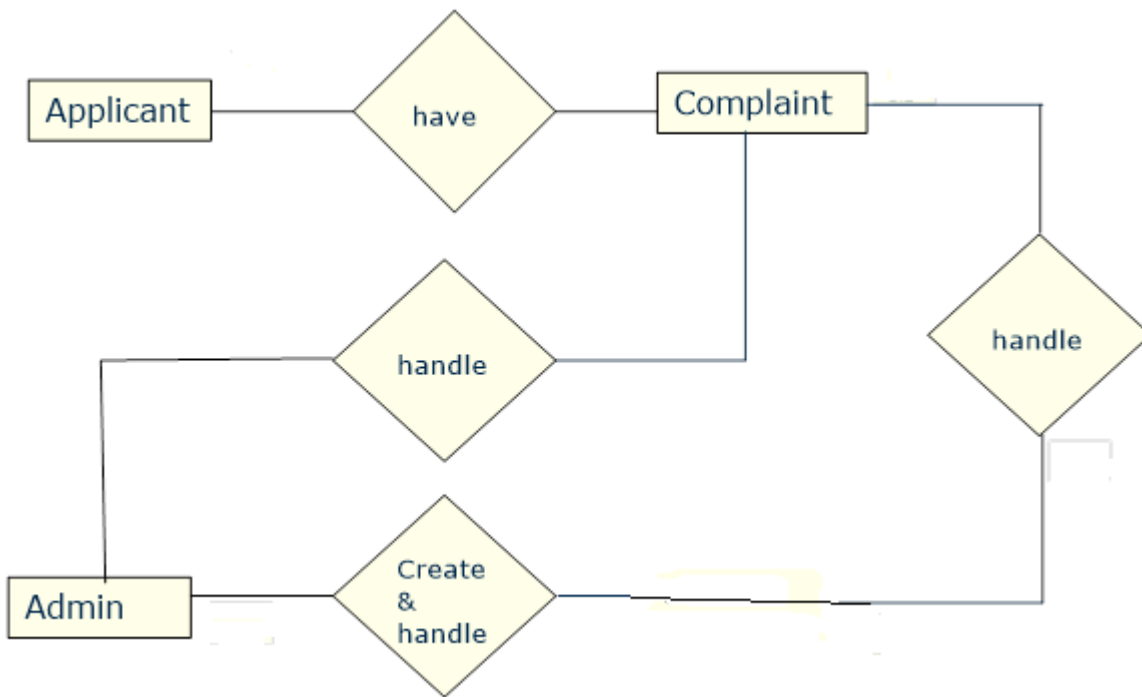 Applicant
have
Complaint
handle
handle
Admin
Create
&
handle